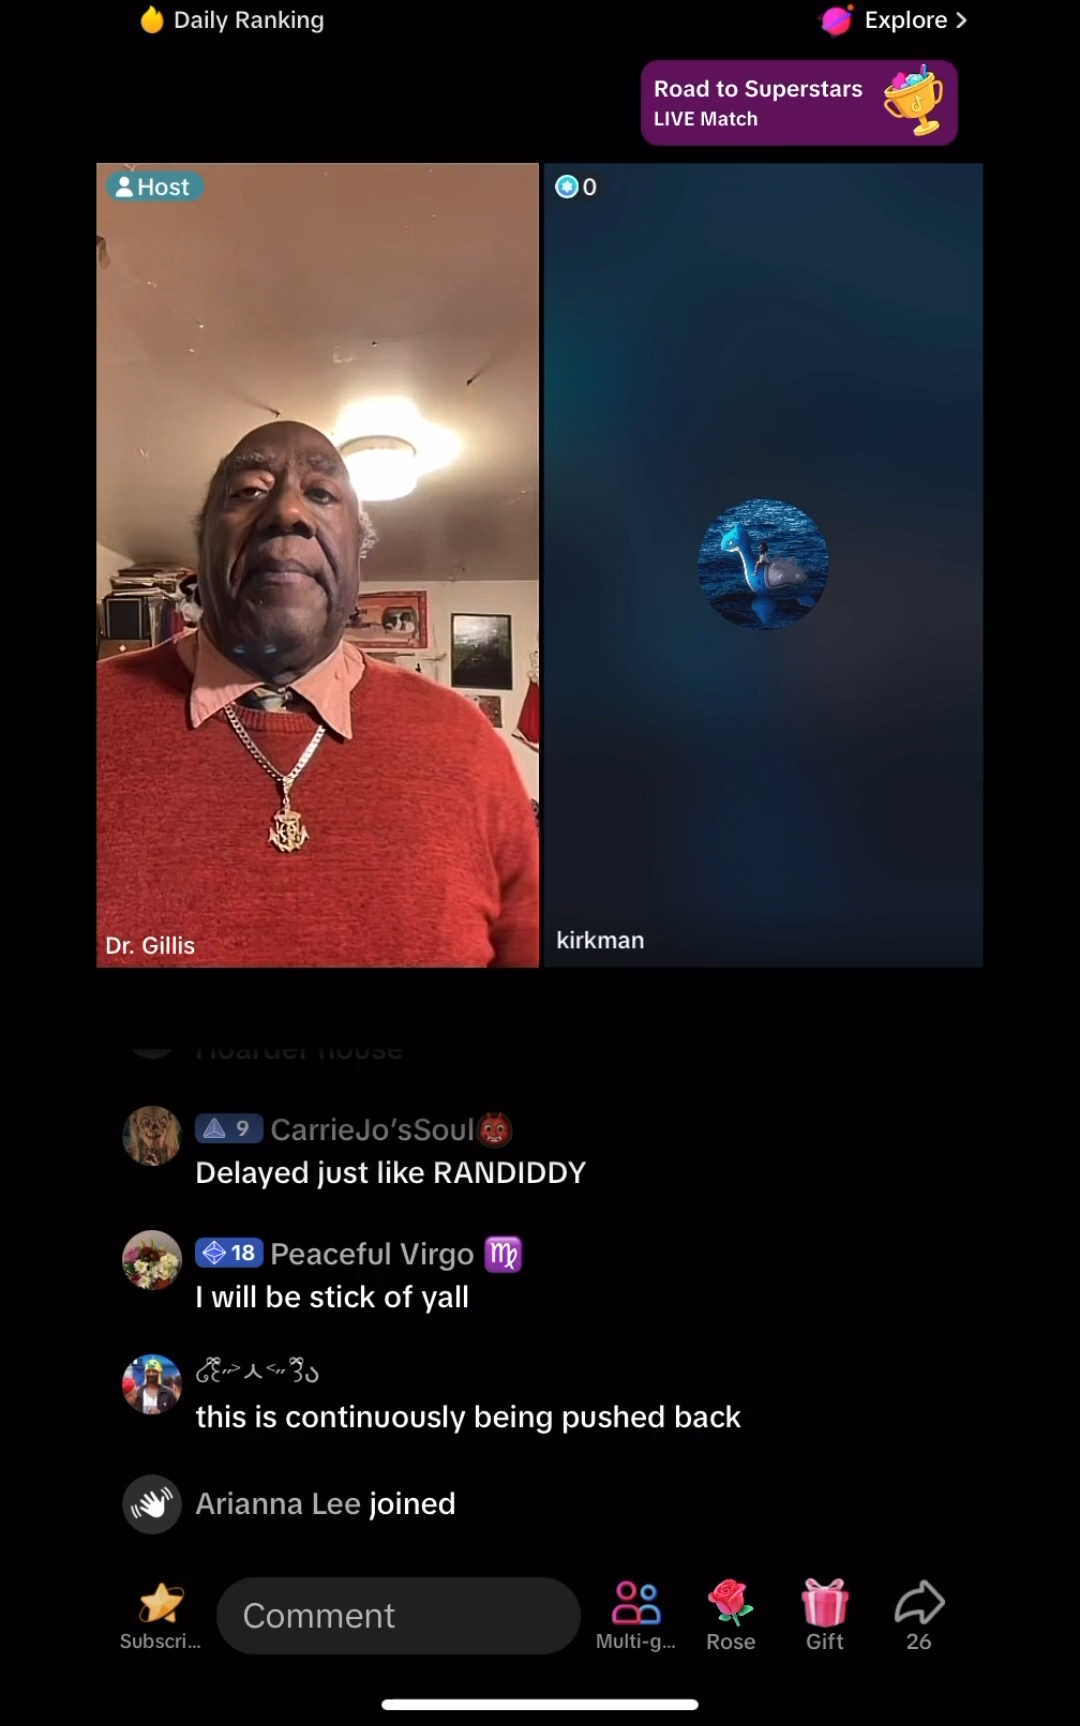 Daily Ranking
Explore >
Road to Superstars
LIVE Match
Host
0
Dr. Gillis
kirkman
Hoarder house
9 CarrieJo'sSoul👹
Delayed just like RANDIDDY
18 Peaceful Virgo ♍
I will be stick of yall
this is continuously being pushed back
Arianna Lee joined
Subscri...
Comment
Multi-g...
Rose
Gift
26